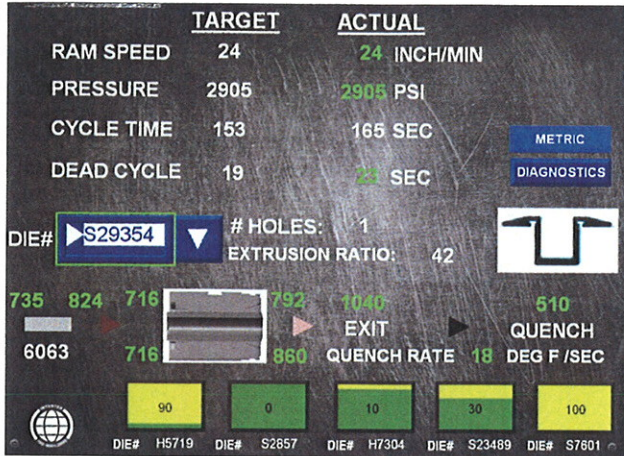 TARGET ACTUAL
RAM SPEED 24 24 INCH/MIN
PRESSURE 2905 2905 PSI
CYCLE TIME 153 165 SEC
DEAD CYCLE 19 23 SEC
METRIC
DIAGNOSTICS
DIE# S29354 # HOLES: 1
EXTRUSION RATIO: 42
735 824 716 792 1040 510
EXIT QUENCH
6063 716 860 QUENCH RATE 18 DEG F/SEC
90 0 10 30 100
DIE# H5719 DIE# S2857 DIE# H7304 DIE# S23489 DIE# S7601